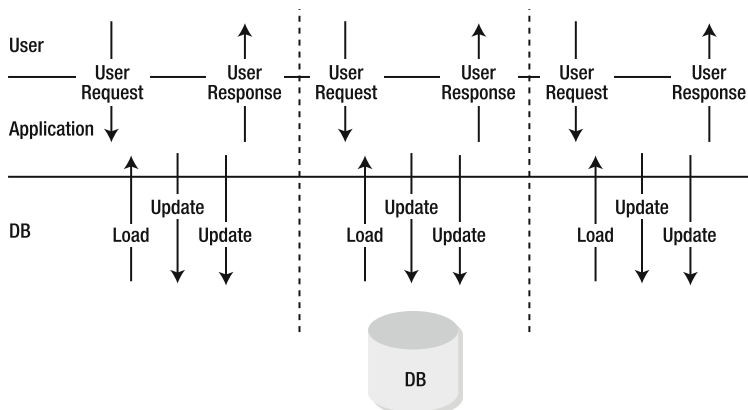 User
User Request
User Response
User Request
User Response
User Request
User Response
Application
Update
Update
Update
DB
Load
Update
Load
Update
Load
Update
DB